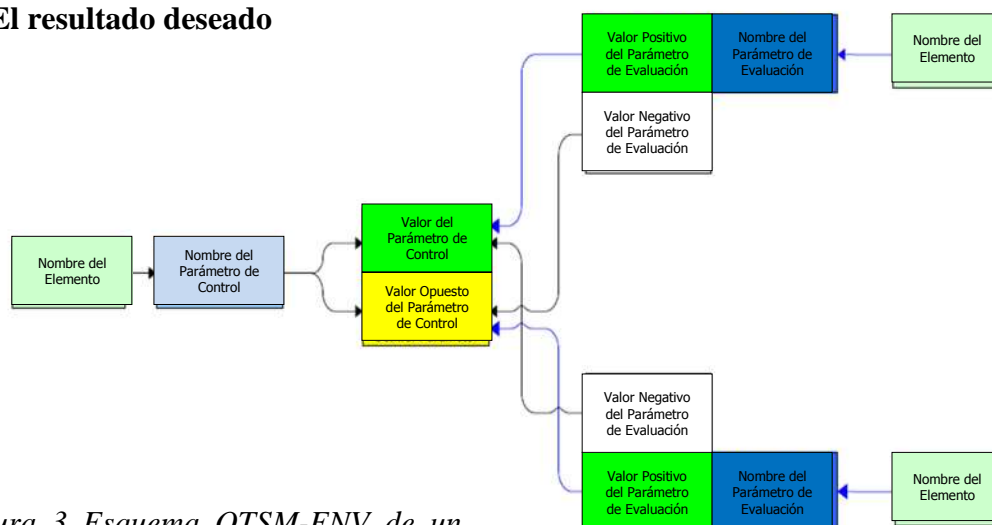 El resultado deseado
Valor Positivo
del Parámetro
de Evaluación
Nombre del
Parámetro de
Evaluación
Nombre del
Elemento
Valor Negativo
del Parámetro
de Evaluación
Nombre del
Elemento
Nombre del
Parámetro de
Control
Valor del
Parámetro de
Control
Valor Opuesto
del Parámetro
de Control
Valor Negativo
del Parámetro
de Evaluación
Valor Positivo
del Parámetro
de Evaluación
Nombre del
Parámetro de
Evaluación
Nombre del
Elemento
ura 3 Esquema OTSM-ENV de un